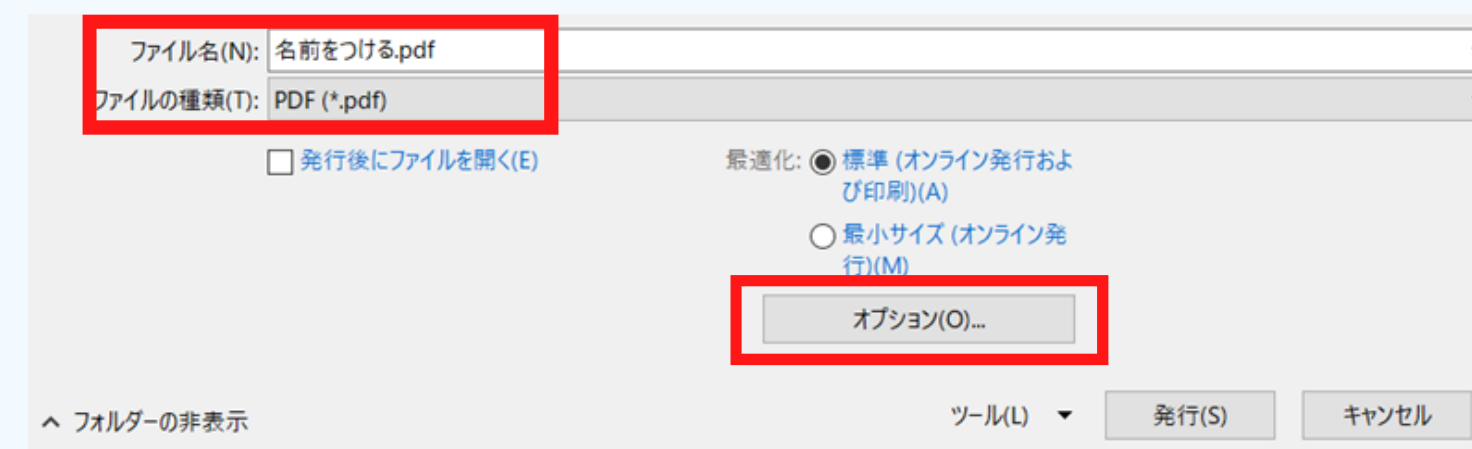 ファイル名(N): 名前をつける.pdf
ファイルの種類(T): PDF (*.pdf)
発行後にファイルを開く(E)
最適化: 標準 (オンライン発行およ
び印刷)(A)
最小サイズ (オンライン発
行)(M)
オプション(O)...
フォルダーの非表示
ツール(L) 発行(S) キャンセル